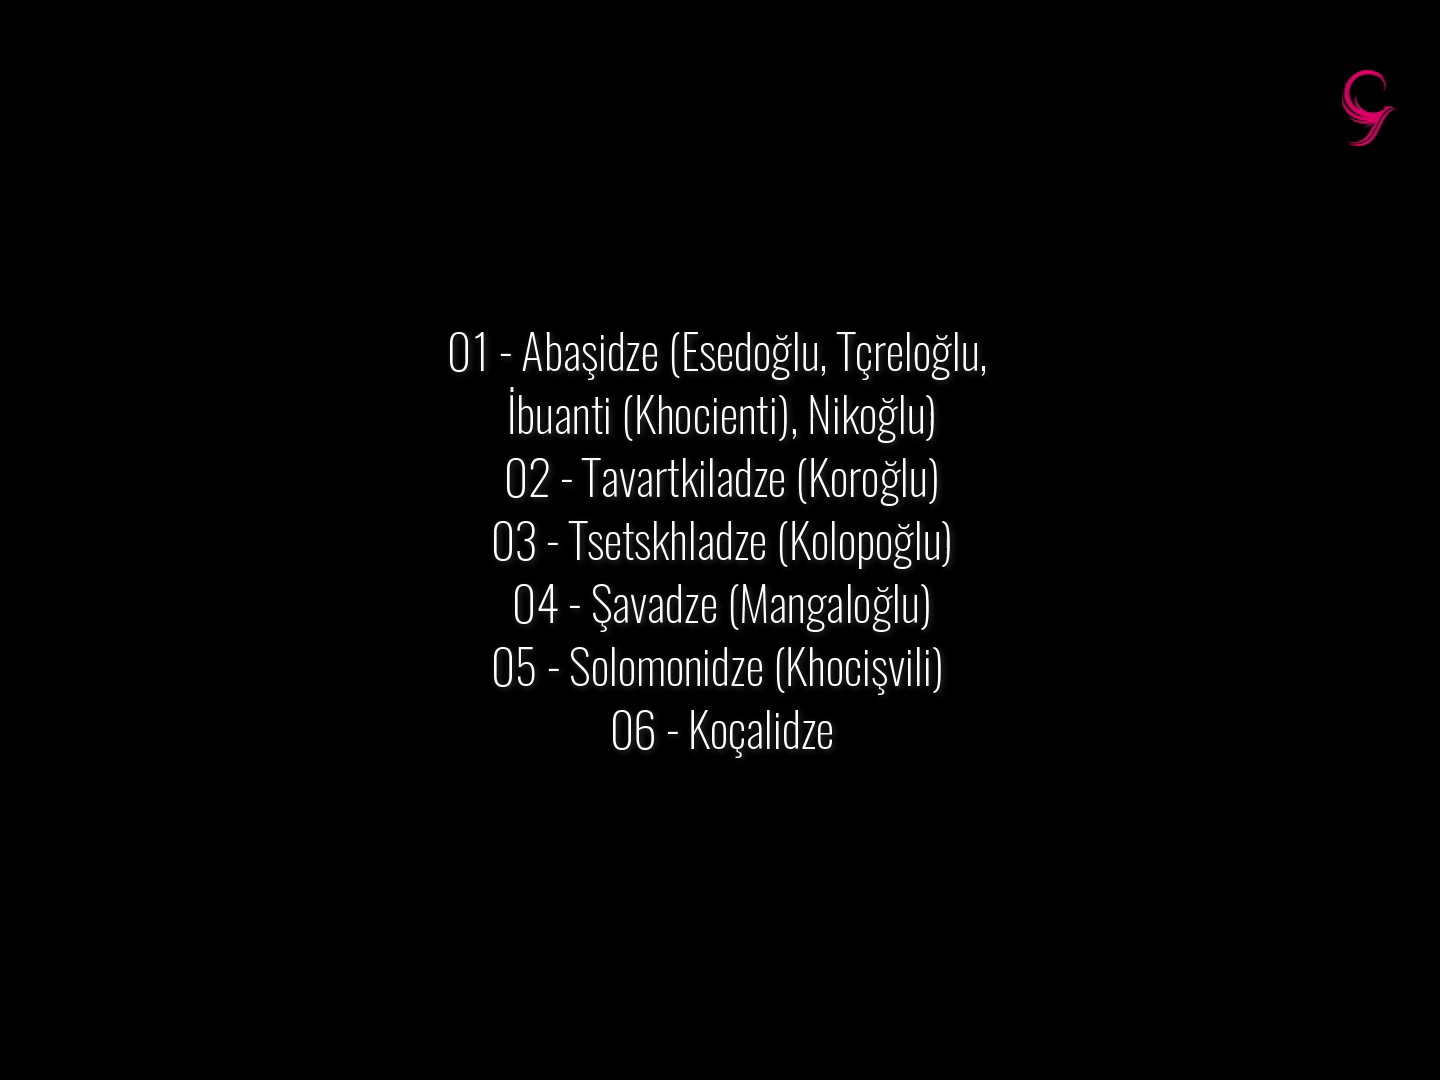 01 - Abaşidze (Esedoğlu, Tçreloğlu,
İbuanti (Khocienti), Nikoğlu)
02 - Tavartkiladze (Koroğlu)
03 - Tsetskhladze (Kolopoğlu)
04 - Şavadze (Mangaloğlu)
05 - Solomonidze (Khocişvili)
06 - Koçalidze